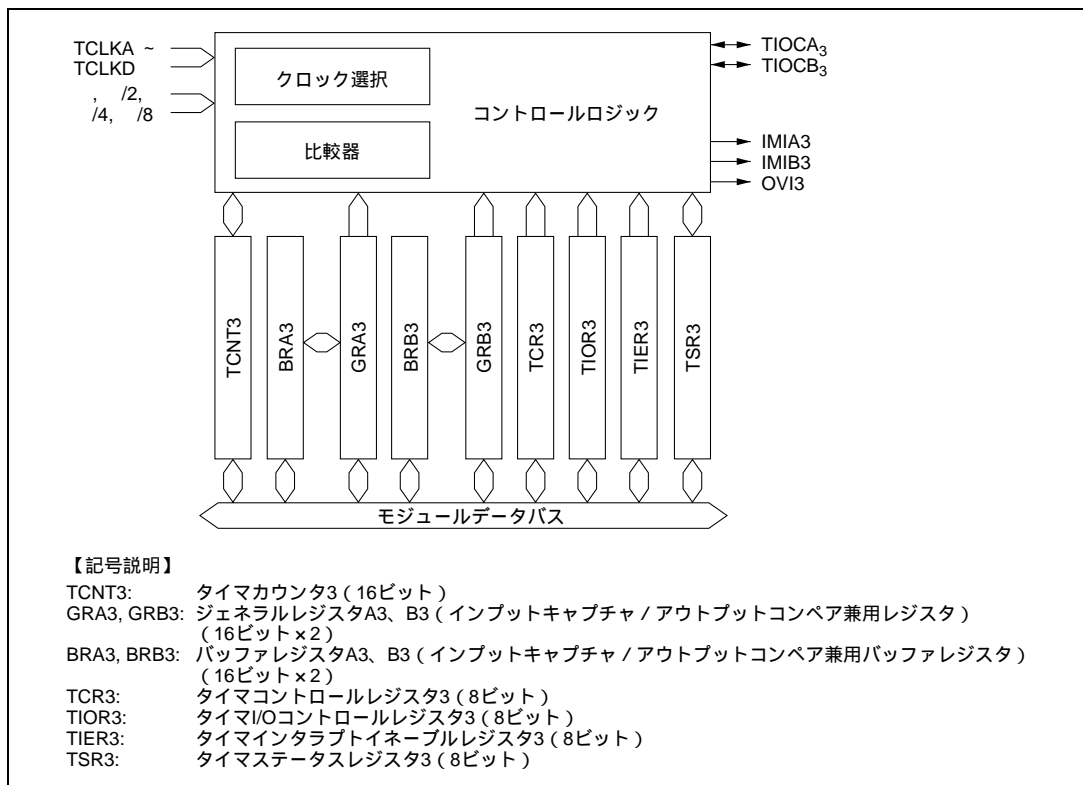 TCLKA ~
TCLKD
, /2,
/4, /8
クロック選択
比較器
コントロールロジック
TIOCA3
TIOCB3
IMIA3
IMIB3
OVI3
TCNT3
BRA3
GRA3
BRB3
GRB3
TCR3
TIOR3
TIER3
TSR3
モジュールデータバス
【記号説明】
TCNT3: タイマカウンタ3(16ビット)
GRA3, GRB3: ジェネラルレジスタA3、B3(インプットキャプチャ/アウトプットコンペア兼用レジスタ)
(16ビット×2)
BRA3, BRB3: バッファレジスタA3、B3(インプットキャプチャ/アウトプットコンペア兼用バッファレジスタ)
(16ビット×2)
TCR3: タイマコントロールレジスタ3(8ビット)
TIOR3: タイマI/Oコントロールレジスタ3(8ビット)
TIER3: タイマインタラプトイネーブルレジスタ3(8ビット)
TSR3: タイマステータスレジスタ3(8ビット)